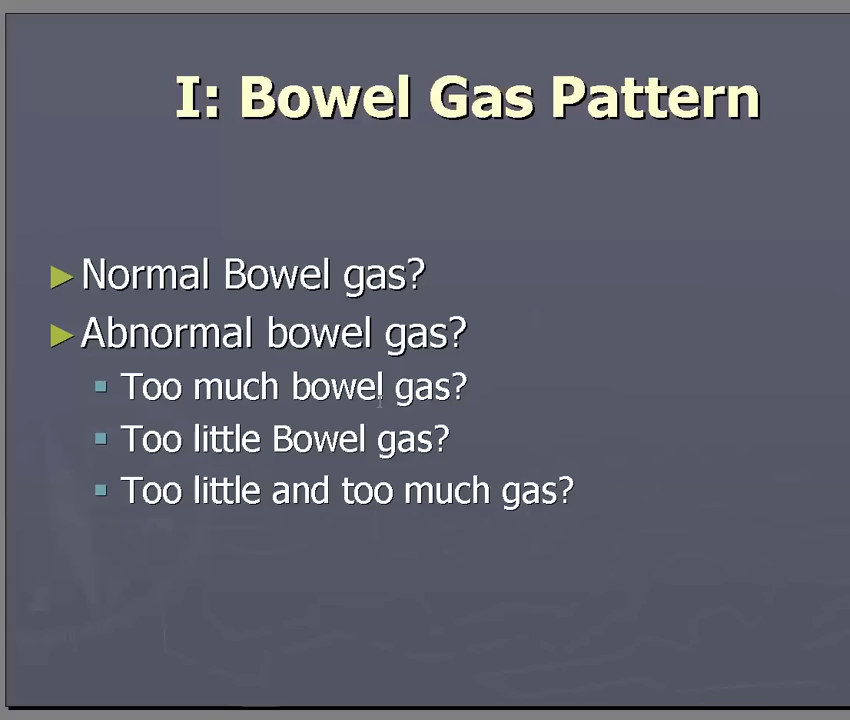 I: Bowel Gas Pattern
Normal Bowel gas?
Abnormal bowel gas?
Too much bowel gas?
Too little Bowel gas?
Too little and too much gas?